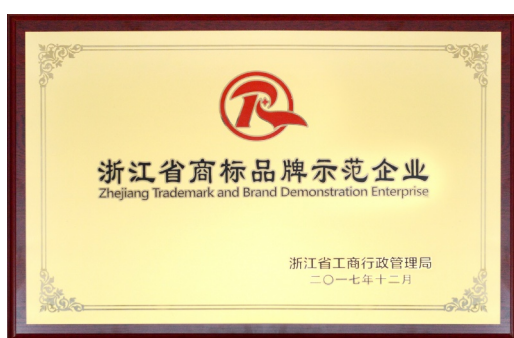 浙江省商标品牌示范企业
Zhejiang Trademark and Brand Demonstration Enterprise
浙江省工商行政管理局
二〇一七年十二月